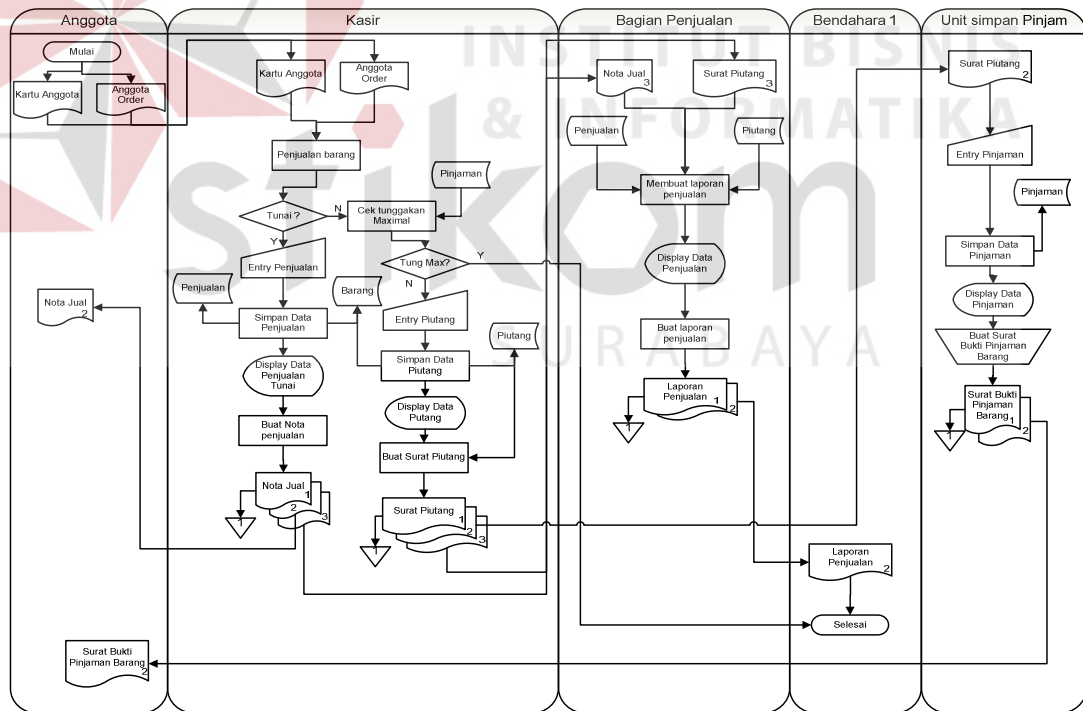 Anggota
Kasir
Bagian Penjualan
Bendahara 1
Unit simpan Pinjam
INSTITUT BISNIS
& INFORMATIKA
stikom
SURABAYA
Mulai
Kartu Anggota
Anggota
Order
Nota Jual
2
Surat Bukti
Pinjaman Barang
2
Kartu Anggota
Anggota
Order
Penjualan barang
Tunai ?
N
Y
Cek tunggakan
Maximal
Pinjaman
Tung Max?
Y
N
Entry Penjualan
Penjualan
Simpan Data
Penjualan
Barang
Display Data
Penjualan
Tunai
Buat Nota
penjualan
Nota Jual
1
2
3
1
Entry Piutang
Simpan Data
Piutang
Piutang
Display Data
Putang
Buat Surat Piutang
Surat Piutang
1
2
3
1
Nota Jual
3
Surat Piutang
3
Penjualan
Piutang
Membuat laporan
penjualan
Display Data
Penjualan
Buat laporan
penjualan
Laporan
Penjualan
1
2
1
Laporan
Penjualan
2
Selesai
Surat Piutang
2
Entry Pinjaman
Pinjaman
Simpan Data
Pinjaman
Display Data
Pinjaman
Buat Surat
Bukti Pinjaman
Barang
Surat Bukti
Pinjaman
Barang
1
2
1